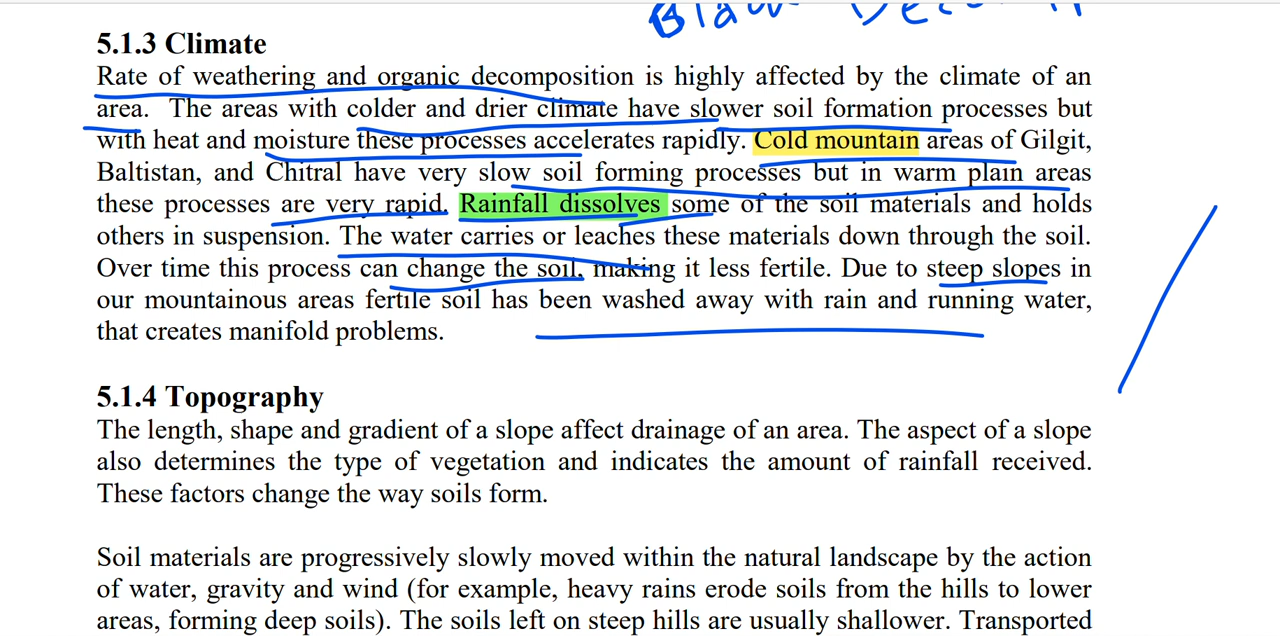 5.1.3 Climate
Rate of weathering and organic decomposition is highly affected by the climate of an
area. The areas with colder and drier climate have slower soil formation processes but
with heat and moisture these processes accelerates rapidly. Cold mountain areas of Gilgit,
Baltistan, and Chitral have very slow soil forming processes but in warm plain areas
these processes are very rapid. Rainfall dissolves some of the soil materials and holds
others in suspension. The water carries or leaches these materials down through the soil.
Over time this process can change the soil, making it less fertile. Due to steep slopes in
our mountainous areas fertile soil has been washed away with rain and running water,
that creates manifold problems.
5.1.4 Topography
The length, shape and gradient of a slope affect drainage of an area. The aspect of a slope
also determines the type of vegetation and indicates the amount of rainfall received.
These factors change the way soils form.
Soil materials are progressively slowly moved within the natural landscape by the action
of water, gravity and wind (for example, heavy rains erode soils from the hills to lower
areas, forming deep soils). The soils left on steep hills are usually shallower. Transported